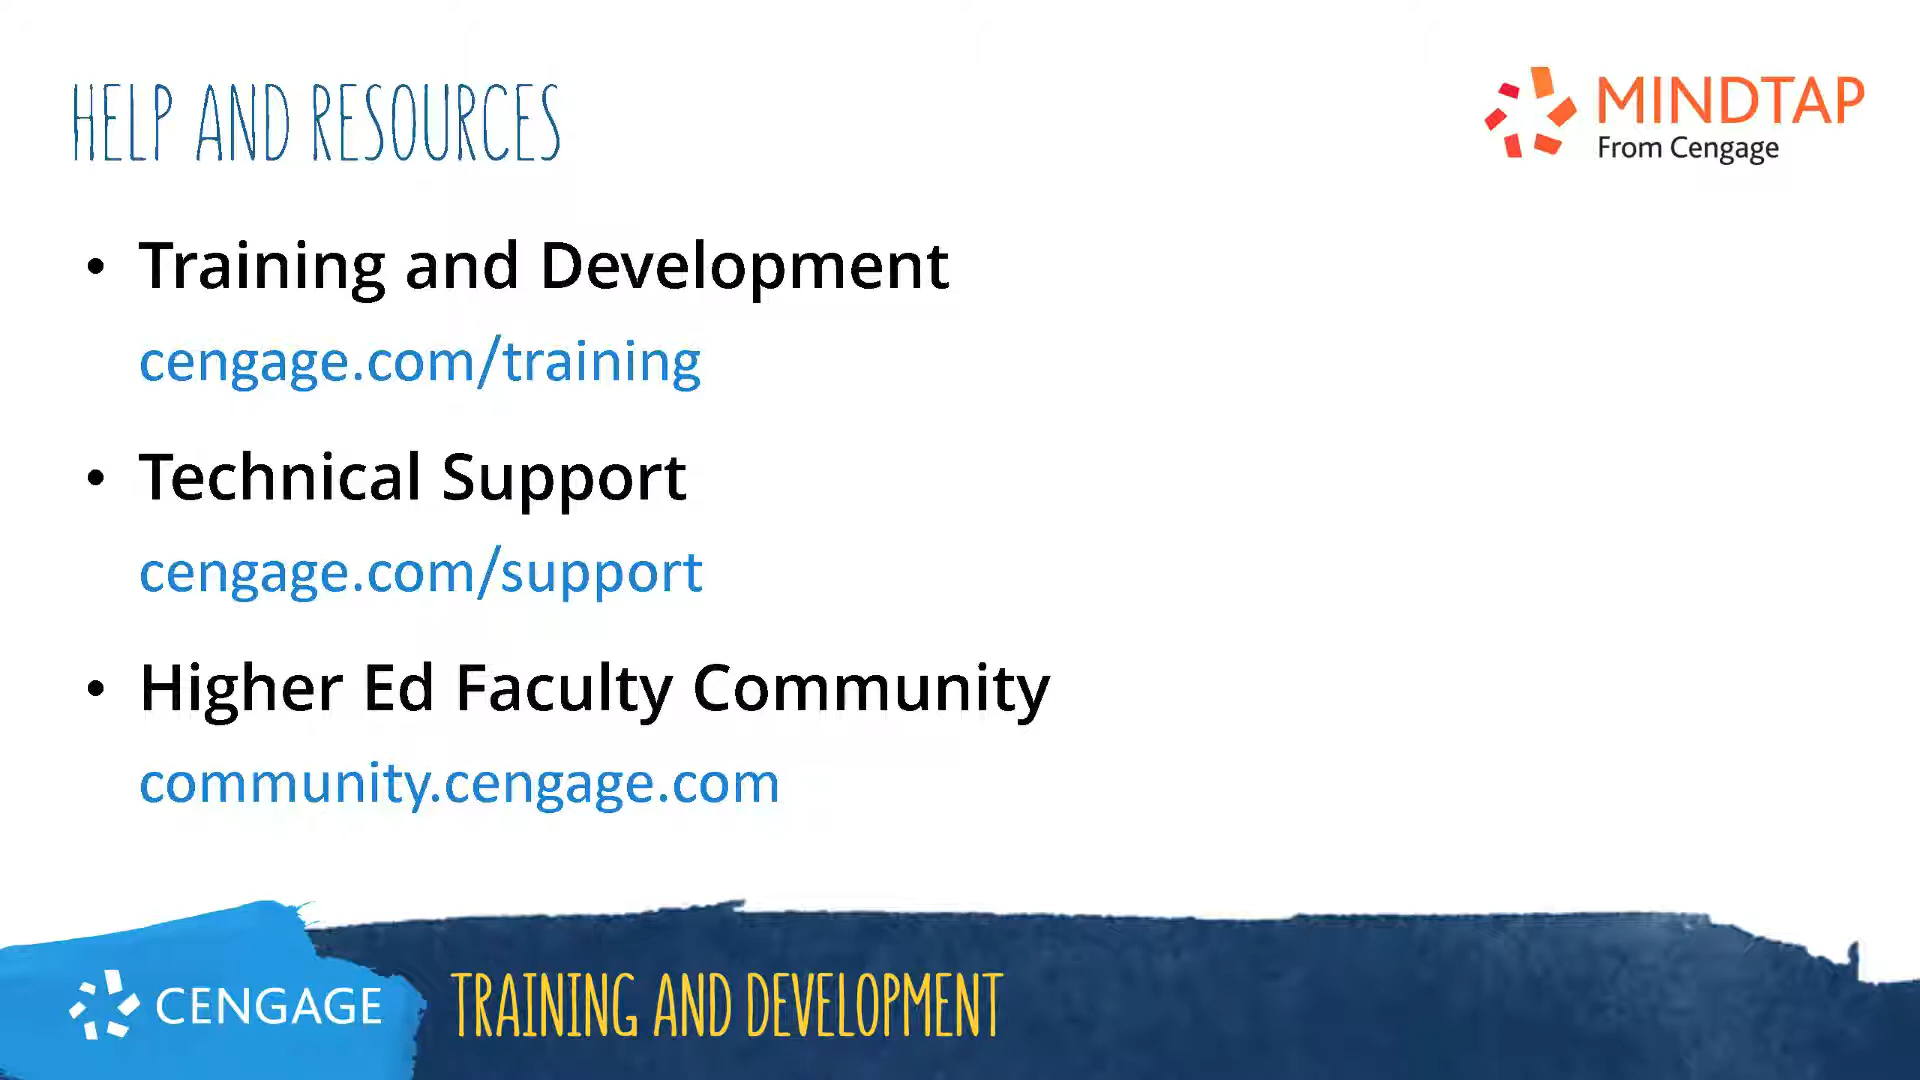 HELP AND RESOURCES
MINDTAP
From Cengage
• Training and Development
cengage.com/training
• Technical Support
cengage.com/support
• Higher Ed Faculty Community
community.cengage.com
CENGAGE
TRAINING AND DEVELOPMENT